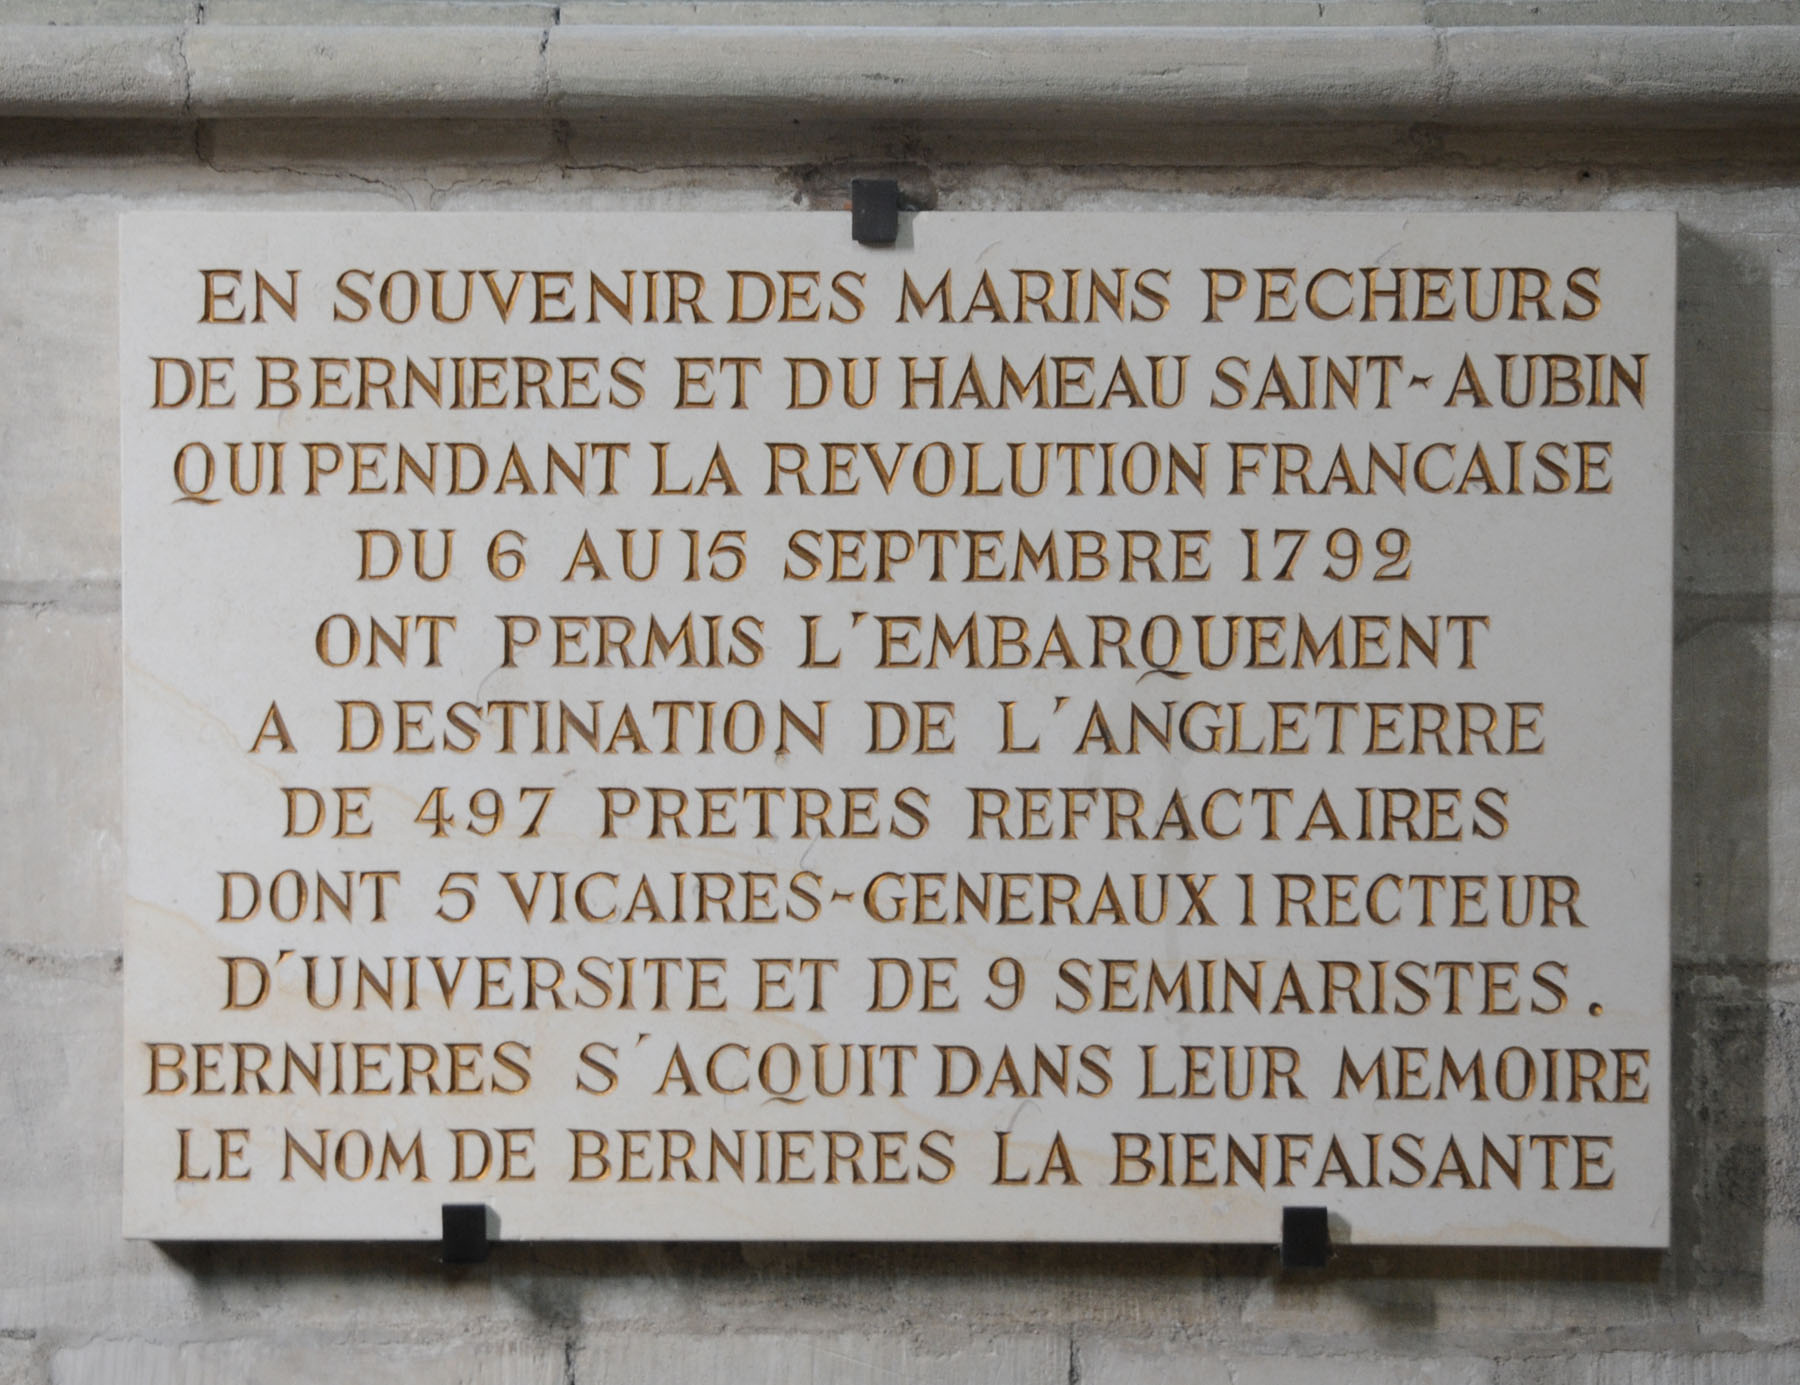 EN SOUVENIR DES MARINS PECHEURS
DE BERNIERES ET DU HAMEAU SAINT-AUBIN
QUI PENDANT LA REVOLUTION FRANCAISE
DU 6 AU 15 SEPTEMBRE 1792
ONT PERMIS L'EMBARQUEMENT
A DESTINATION DE L'ANGLETERRE
DE 497 PRETRES REFRACTAIRES
DONT 5 VICAIRES-GENERAUX 1 RECTEUR
D'UNIVERSITE ET DE 9 SEMINARISTES.
BERNIERES S'ACQUIT DANS LEUR MEMOIRE
LE NOM DE BERNIERES LA BIENFAISANTE